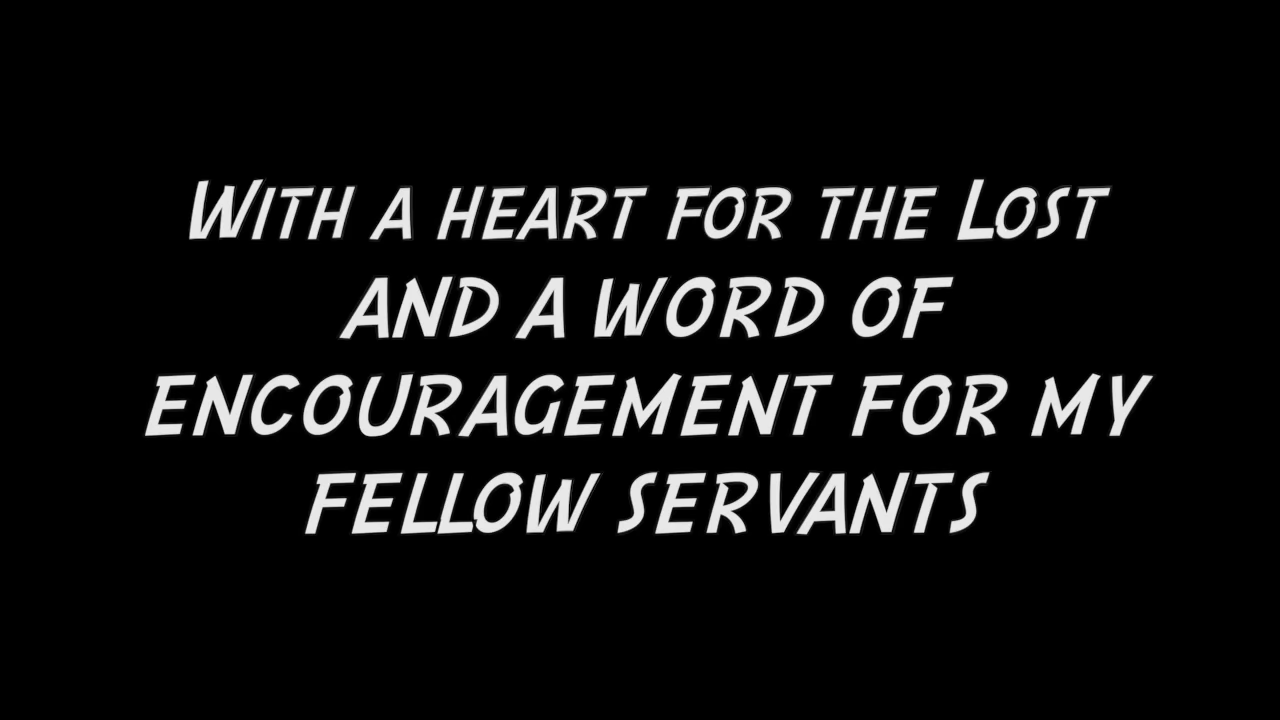 With a heart for the Lost
and a word of
encouragement for my
fellow servants